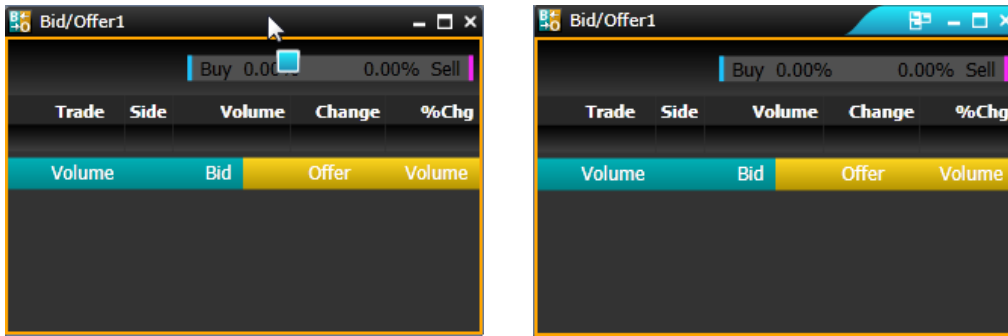 Bid/Offer1
Buy 0.00% 0.00% Sell
Trade Side Volume Change %Chg
Volume Bid Offer Volume
Bid/Offer1
Buy 0.00% 0.00% Sell
Trade Side Volume Change %Chg
Volume Bid Offer Volume